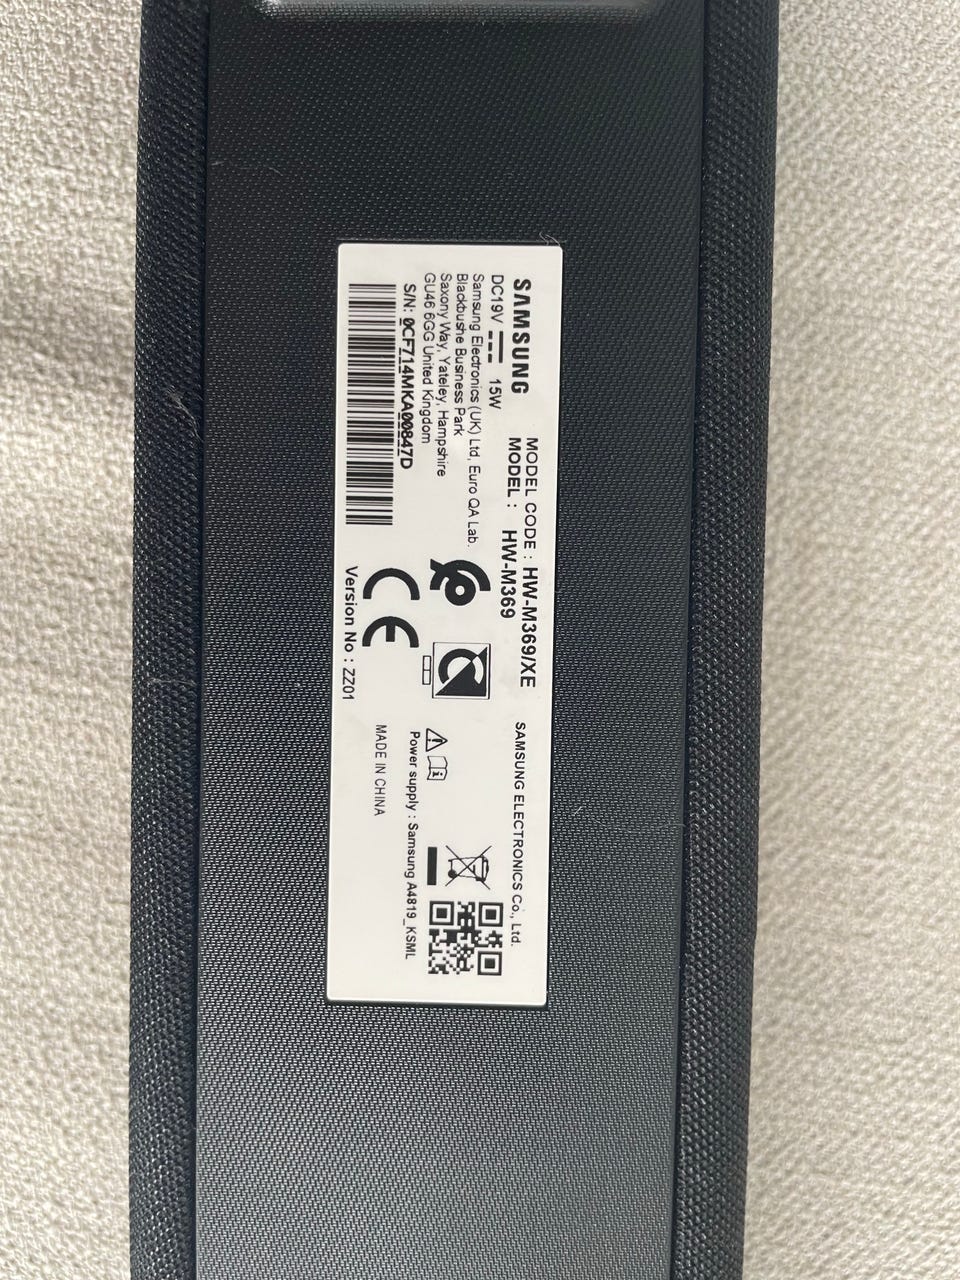 SAMSUNG
MODEL CODE : HW-M369/XE
MODEL : HW-M369
DC19V 15W
Samsung Electronics (UK) Ltd, Euro QA Lab.
Blackbushe Business Park
Saxony Way, Yateley, Hampshire
GU46 6GG United Kingdom
S/N: 0CF714MKA00847D
CE
Version No : ZZ01
SAMSUNG ELECTRONICS Co., Ltd.
Power supply : Samsung A4819_KSML
MADE IN CHINA